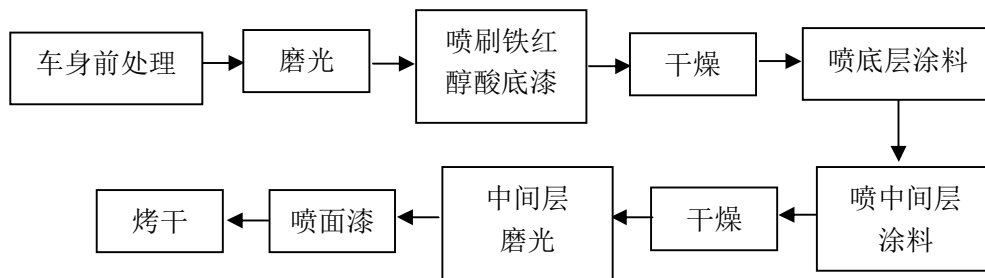 车身前处理
磨光
喷刷铁红
醇酸底漆
干燥
喷底层涂料
喷中间层
涂料
干燥
中间层
磨光
喷面漆
烤干